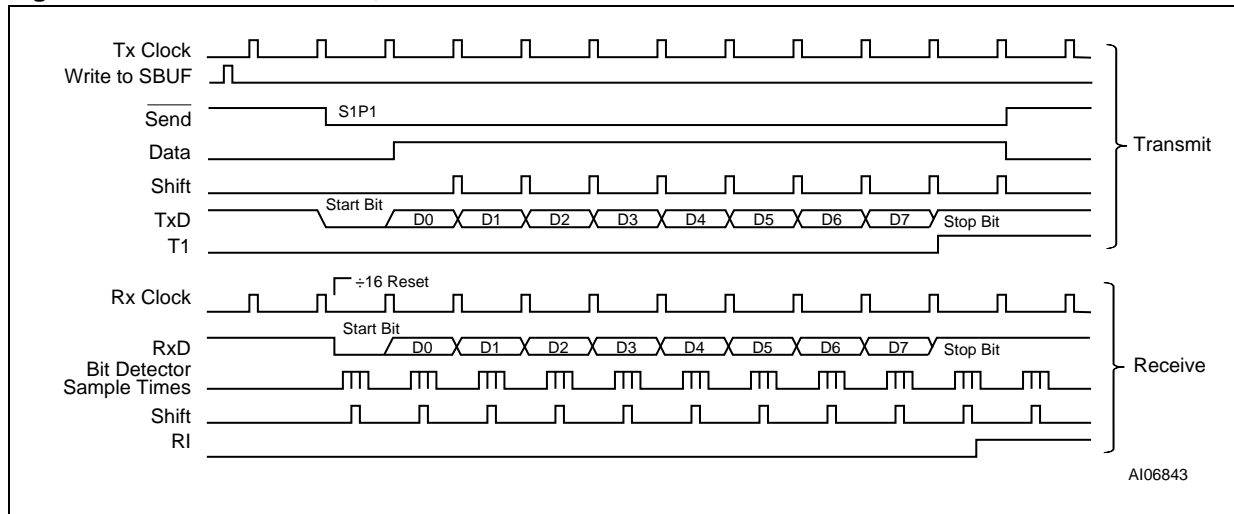 Tx Clock
Write to SBUF
Send
S1P1
Data
Transmit
Shift
Start Bit
TxD
D0 D1 D2 D3 D4 D5 D6 D7
Stop Bit
T1
÷16 Reset
Rx Clock
Start Bit
RxD
D0 D1 D2 D3 D4 D5 D6 D7
Stop Bit
Bit Detector
Sample Times
Receive
Shift
RI
AI06843